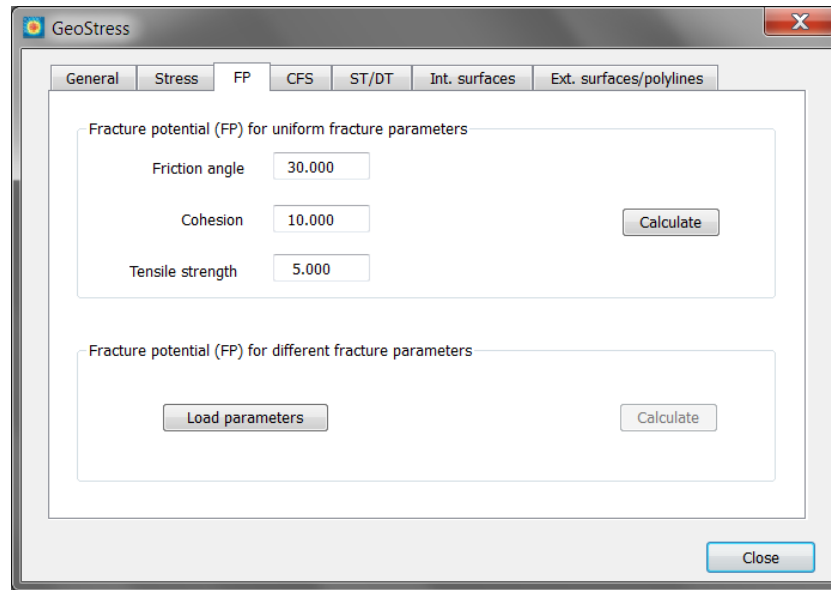 GeoStress
General Stress FP CFS ST/DT Int. surfaces Ext. surfaces/polylines
Fracture potential (FP) for uniform fracture parameters
Friction angle 30.000
Cohesion 10.000 Calculate
Tensile strength 5.000
Fracture potential (FP) for different fracture parameters
Load parameters Calculate
Close